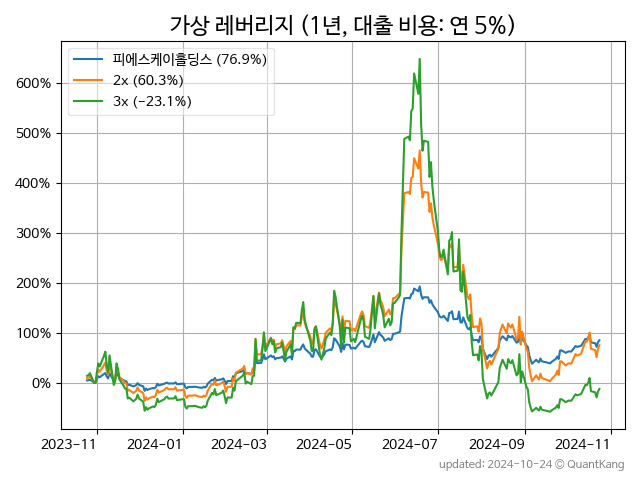 가상 레버리지 (1년, 대출 비용: 연 5%)
피에스케이홀딩스 (76.9%)
2x (60.3%)
3x (-23.1%)
600%
500%
400%
300%
200%
100%
0%
2023-11 2024-01 2024-03 2024-05 2024-07 2024-09 2024-11
updated: 2024-10-24 © QuantKang